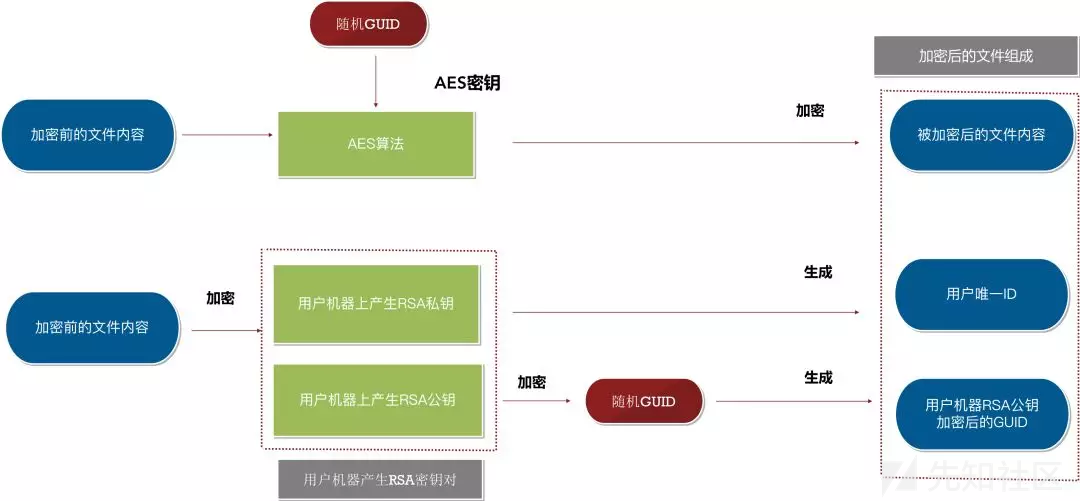 随机GUID
加密后的文件组成
AES密钥
加密前的文件内容
AES算法
加密
被加密后的文件内容
加密前的文件内容
加密
用户机器上产生RSA私钥
生成
用户唯一ID
用户机器上产生RSA公钥
加密
随机GUID
生成
用户机器RSA公钥
加密后的GUID
用户机器产生RSA密钥对
先知社区